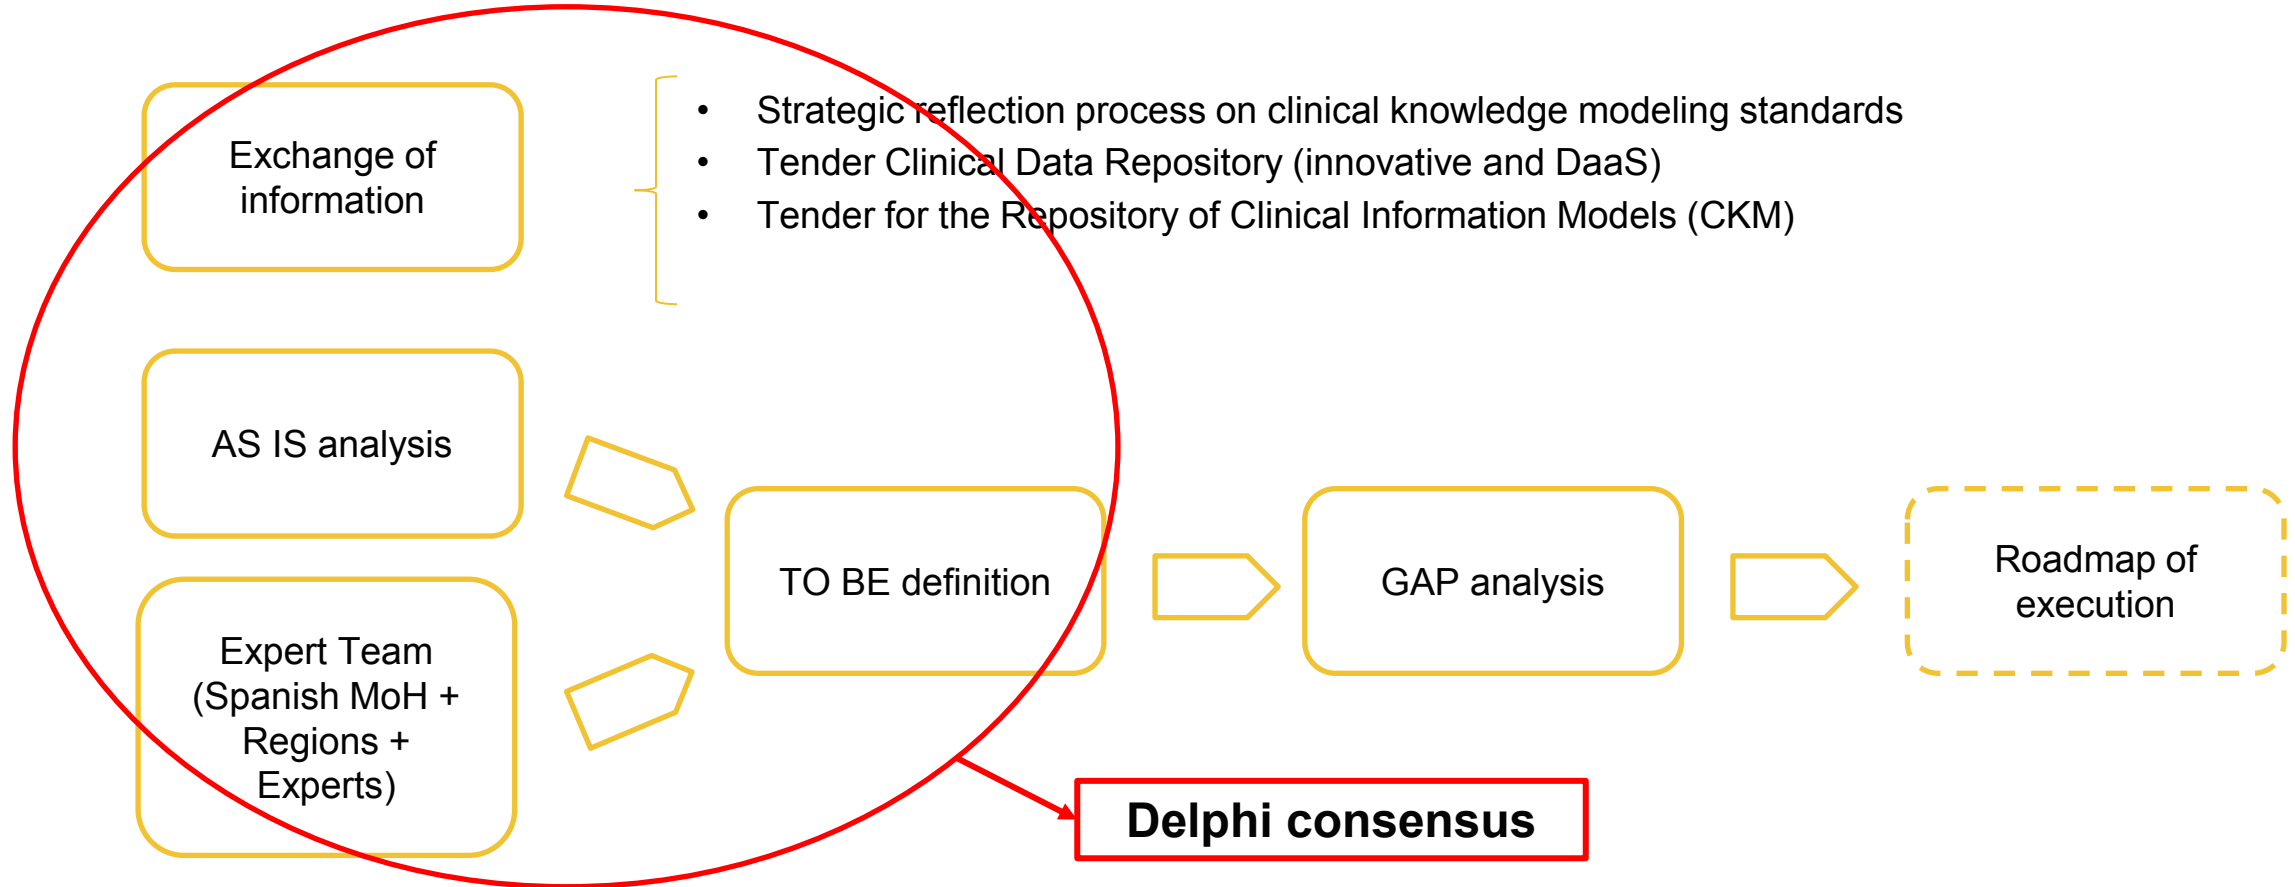 Exchange of
information
• Strategic reflection process on clinical knowledge modeling standards
• Tender Clinical Data Repository (innovative and DaaS)
• Tender for the Repository of Clinical Information Models (CKM)
AS IS analysis
Expert Team
(Spanish MoH +
Regions +
Experts)
TO BE definition
GAP analysis
Roadmap of
execution
Delphi consensus